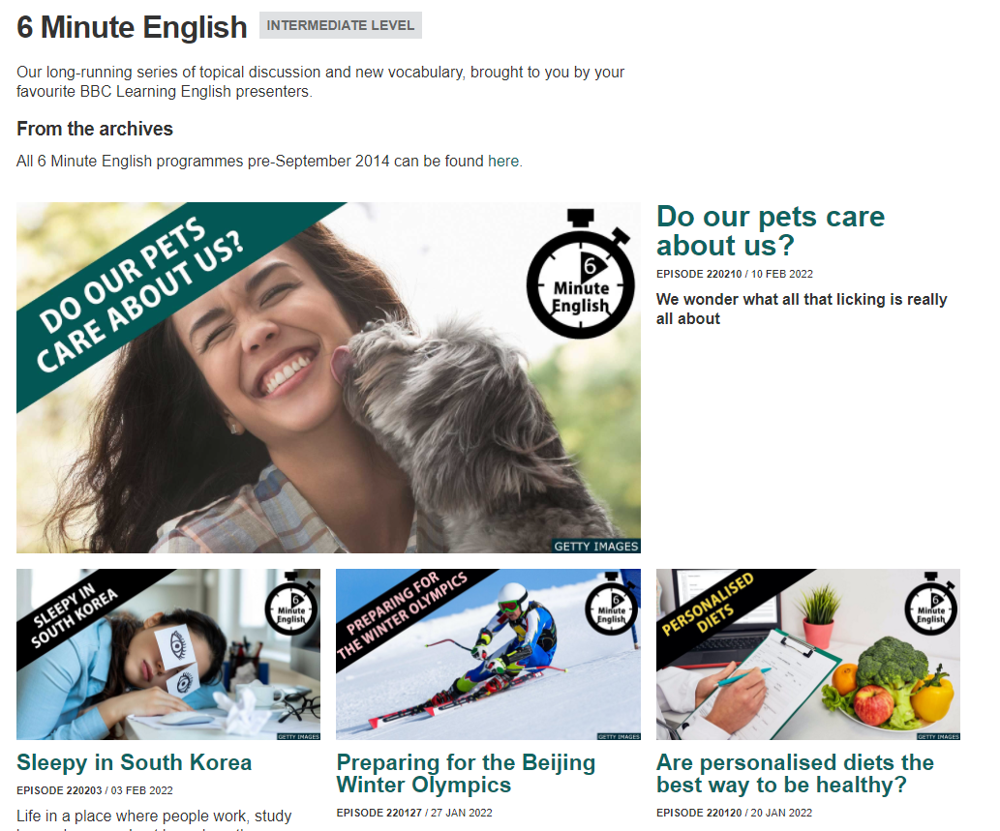 6 Minute English INTERMEDIATE LEVEL
Our long-running series of topical discussion and new vocabulary, brought to you by your
favourite BBC Learning English presenters.
From the archives
All 6 Minute English programmes pre-September 2014 can be found here.
DO OUR PETS
CARE ABOUT US?
6
Minute
English
GETTY IMAGES
Do our pets care
about us?
EPISODE 220210 / 10 FEB 2022
We wonder what all that licking is really
all about
SLEEPY IN
SOUTH KOREA
6
Minute
English
GETTY IMAGES
Sleepy in South Korea
EPISODE 220203 / 03 FEB 2022
Life in a place where people work, study
PREPARING FOR
THE WINTER OLYMPICS
6
Minute
English
GETTY IMAGES
Preparing for the Beijing
Winter Olympics
EPISODE 220127 / 27 JAN 2022
PERSONALISED
DIETS
6
Minute
English
GETTY IMAGES
Are personalised diets the
best way to be healthy?
EPISODE 220120 / 20 JAN 2022